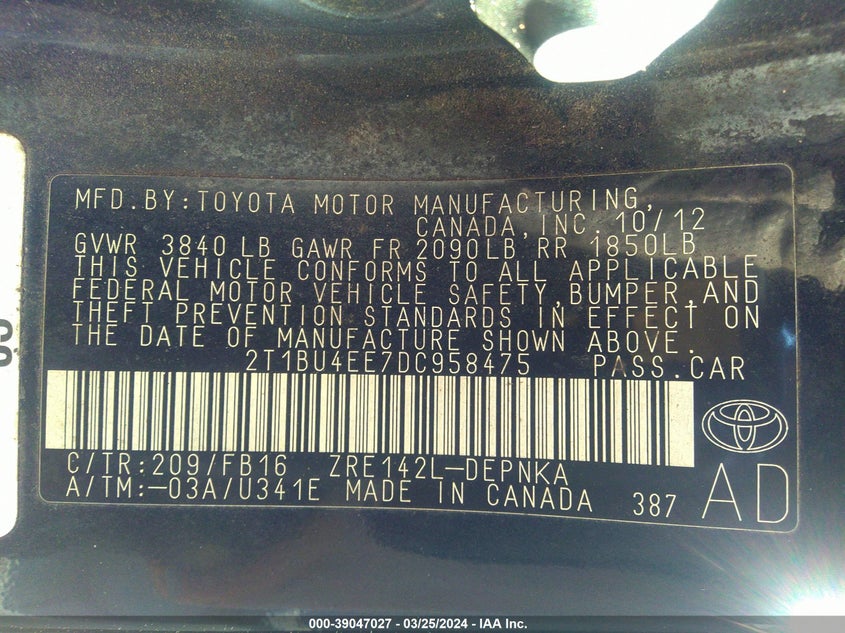 MFD.BY:TOYOTA MOTOR MANUFACTURING,
CANADA,INC. 10/12
GVWR 3840 LB GAWR FR 2090LB RR 1850LB
THIS VEHICLE CONFORMS TO ALL APPLICABLE
FEDERAL MOTOR VEHICLE SAFETY,BUMPER,AND
THEFT PREVENTION STANDARDS IN EFFECT ON
THE DATE OF MANUFACTURE SHOWN ABOVE.
2T1BU4EE7DC958475 PASS.CAR
C/TR:209/FB16 ZRE142L-DEPNKA
A/TM:-03A/U341E MADE IN CANADA 387 AD
000-39047027 - 03/25/2024 - IAA Inc.